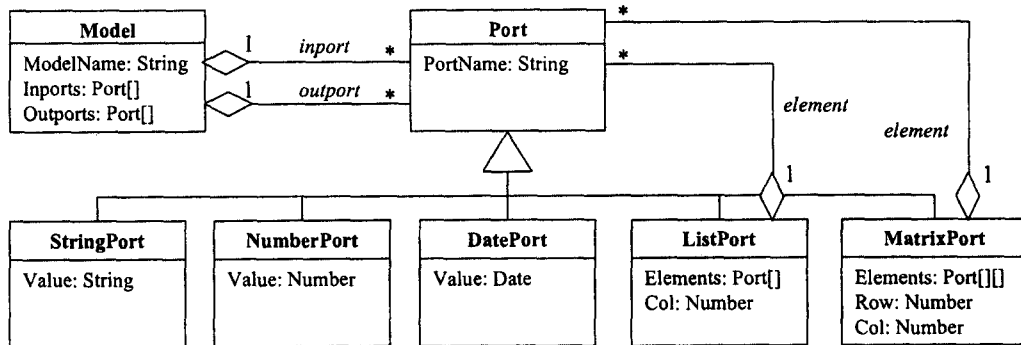 Model
ModelName: String
Inports: Port[]
Outports: Port[]
1
inport
*
1
outport
*
Port
PortName: String
*
*
element
element
1
1
StringPort
Value: String
NumberPort
Value: Number
DatePort
Value: Date
ListPort
Elements: Port[]
Col: Number
MatrixPort
Elements: Port[][]
Row: Number
Col: Number